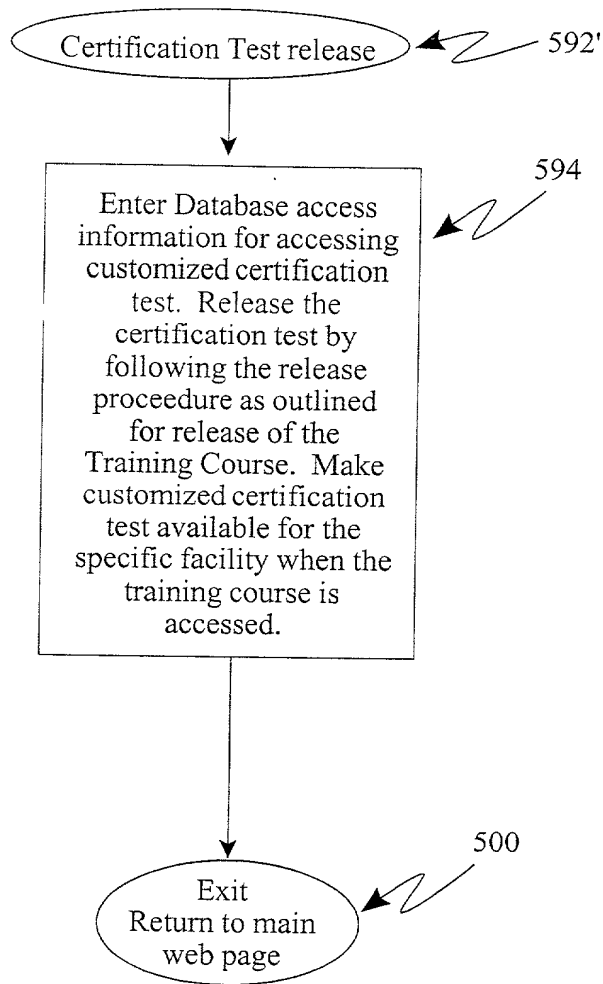 Certification Test release
592'
594
Enter Database access
information for accessing
customized certification
test. Release the
certification test by
following the release
proceedure as outlined
for release of the
Training Course. Make
customized certification
test available for the
specific facility when the
training course is
accessed.
500
Exit
Return to main
web page